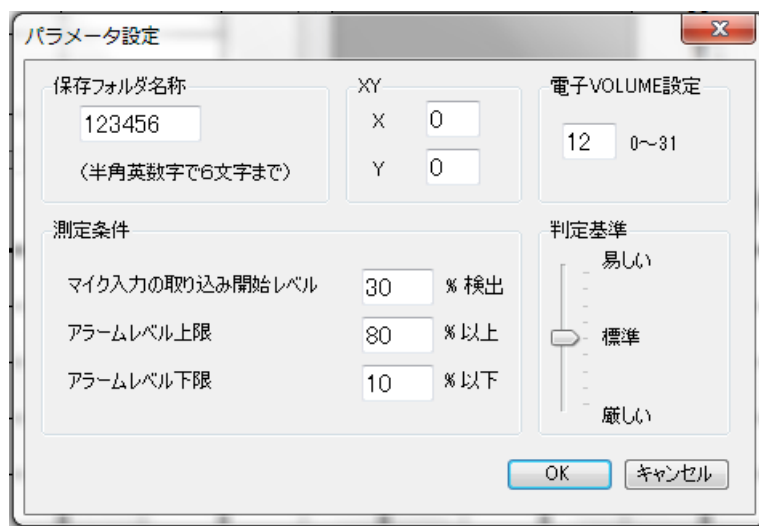 パラメータ設定
保存フォルダ名称
123456
(半角英数字で6文字まで)
XY
X 0
Y 0
電子VOLUME設定
12 0～31
測定条件
マイク入力の取り込み開始レベル 30 % 検出
アラームレベル上限 80 % 以上
アラームレベル下限 10 % 以下
判定基準
易しい
標準
厳しい
OK キャンセル